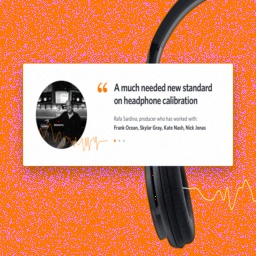 “ A much needed new standard
on headphone calibration
Rafa Sardina, producer who has worked with:
Frank Ocean, Skylar Gray, Kate Nash, Nick Jonas